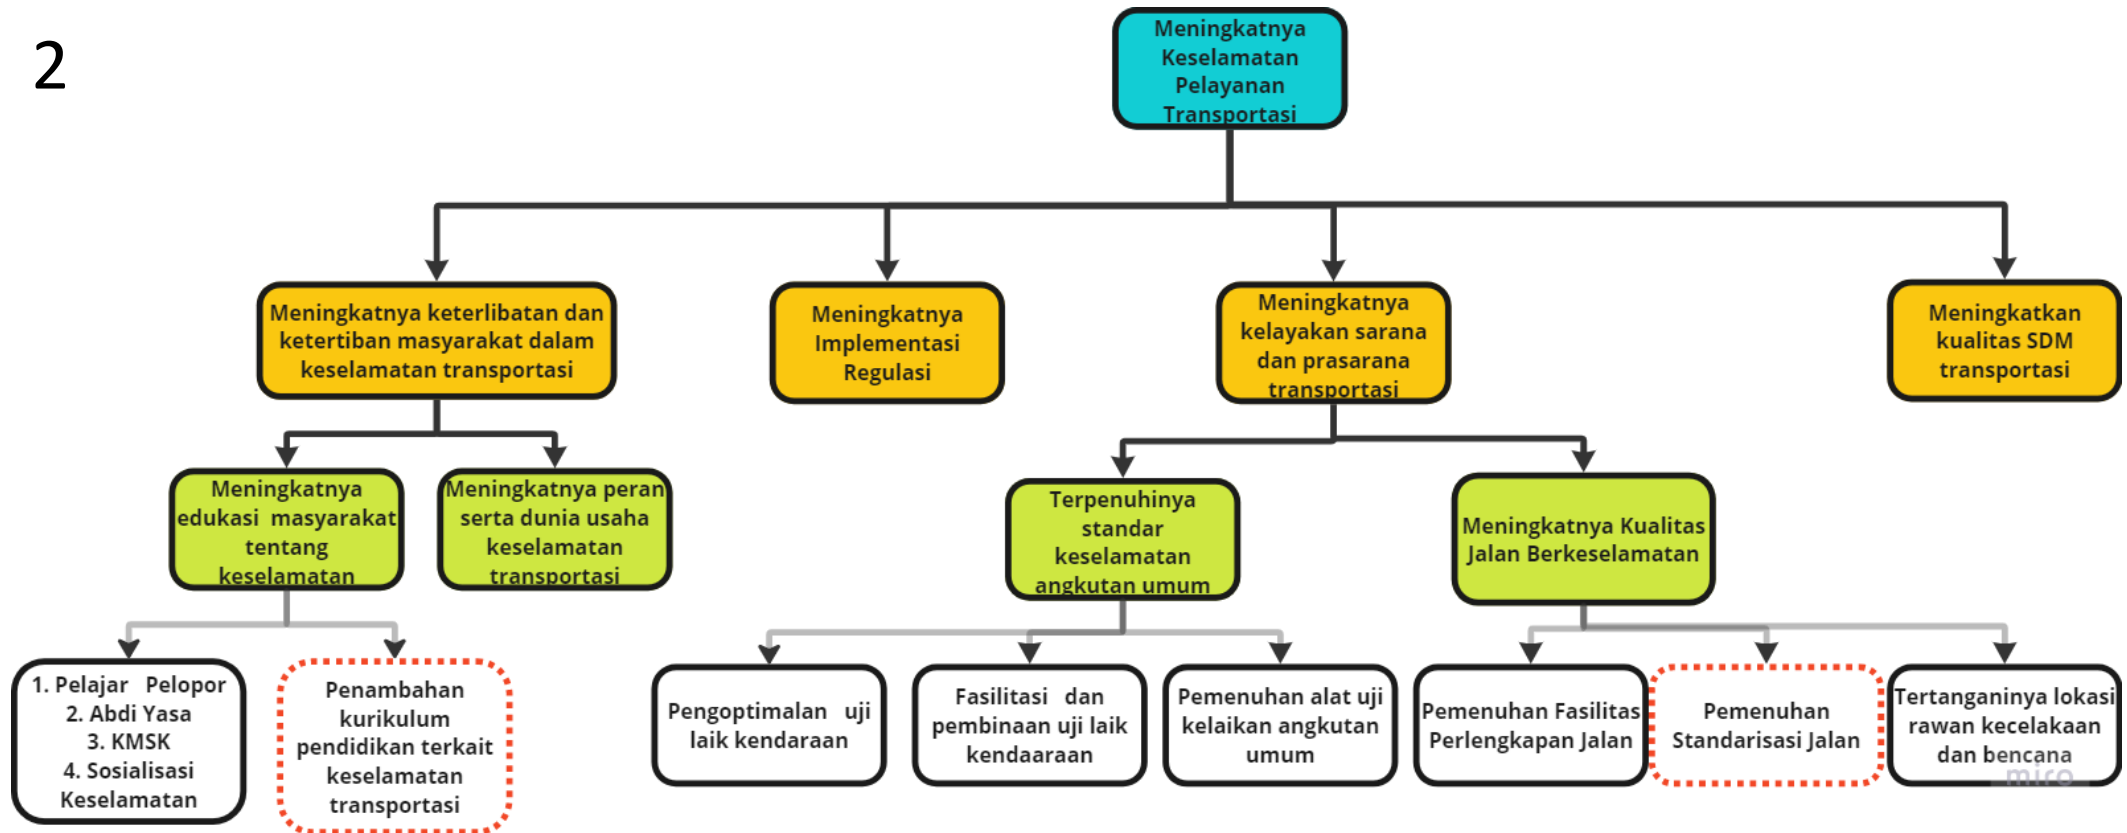 2
Meningkatnya
Keselamatan
Pelayanan
Transportasi
Meningkatnya keterlibatan dan
ketertiban masyarakat dalam
keselamatan transportasi
Meningkatnya
Implementasi
Regulasi
Meningkatnya
kelayakan sarana
dan prasarana
transportasi
Meningkatkan
kualitas SDM
transportasi
Meningkatnya
edukasi masyarakat
tentang
keselamatan
Meningkatnya peran
serta dunia usaha
keselamatan
transportasi
Terpenuhinya
standar
keselamatan
angkutan umum
Meningkatnya Kualitas
Jalan Berkeselamatan
1. Pelajar Pelopor
2. Abdi Yasa
3. KMSK
4. Sosialisasi
Keselamatan
Penambahan
kurikulum
pendidikan terkait
keselamatan
transportasi
Pengoptimalan uji
laik kendaraan
Fasilitasi dan
pembinaan uji laik
kendaaraan
Pemenuhan alat uji
kelaikan angkutan
umum
Pemenuhan Fasilitas
Perlengkapan Jalan
Pemenuhan
Standarisasi Jalan
Tertanganinya lokasi
rawan kecelakaan
dan bencana
miro